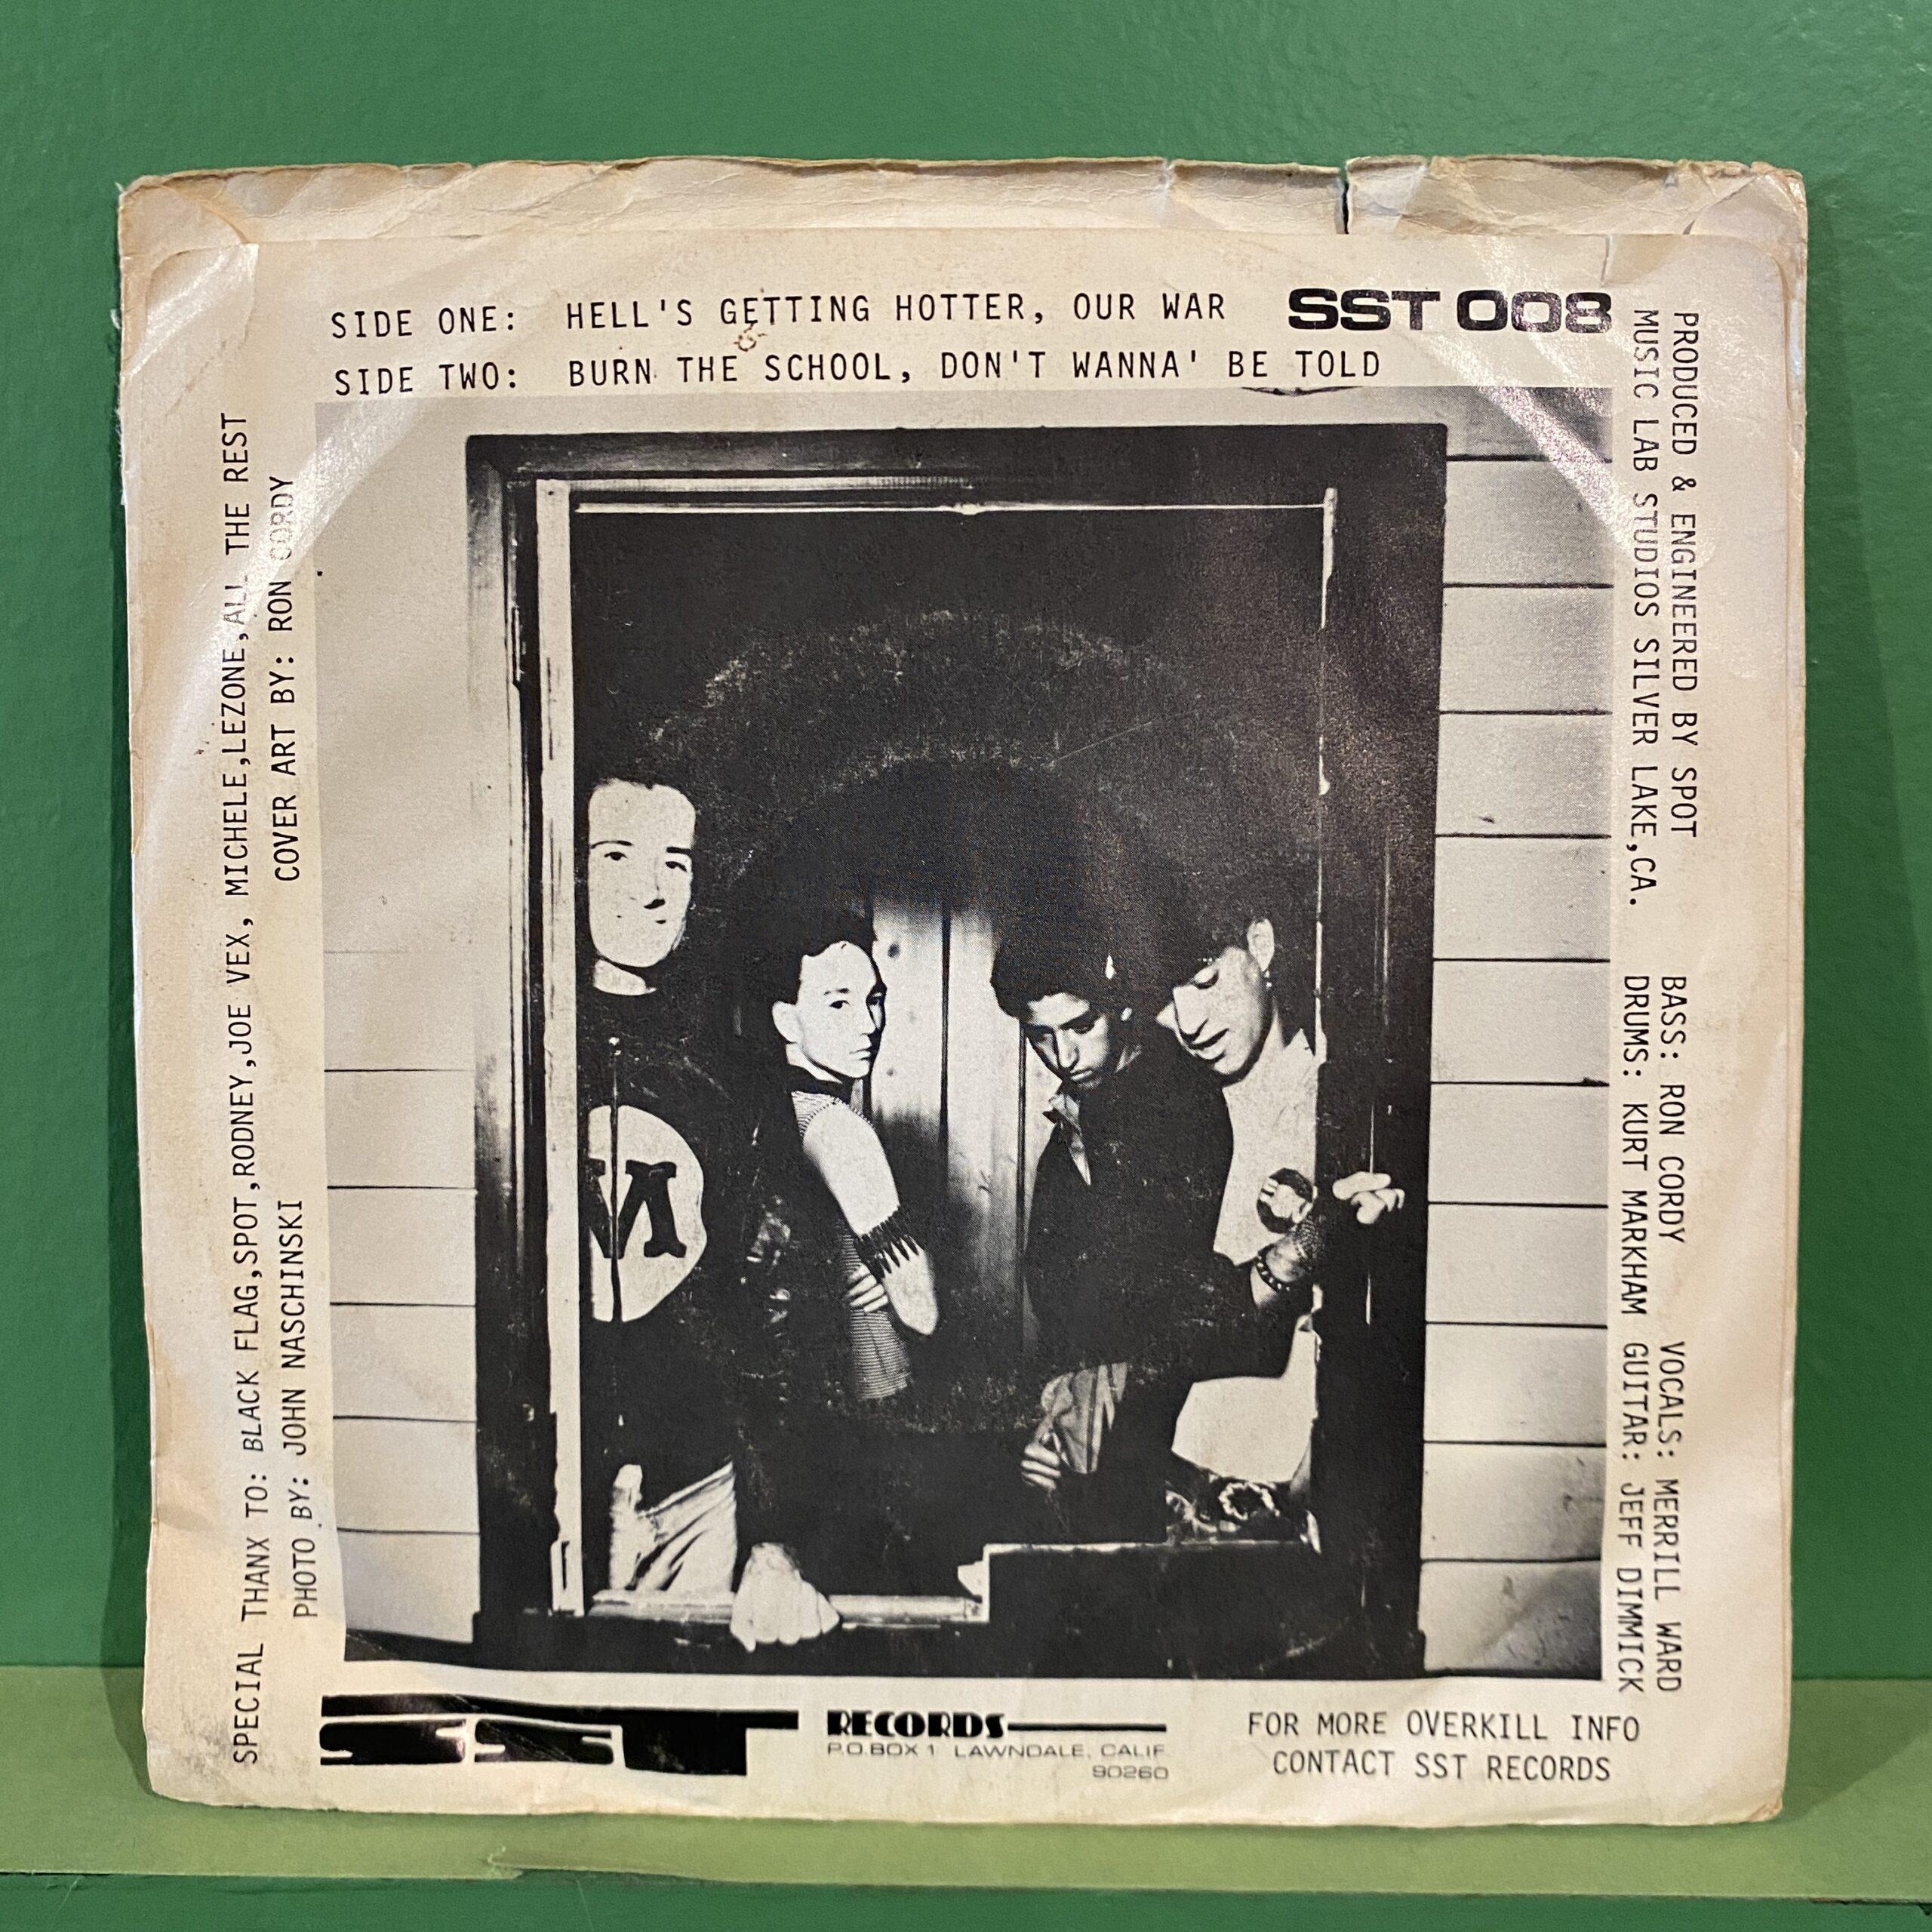 SIDE ONE: HELL'S GETTING HOTTER, OUR WAR
SIDE TWO: BURN THE SCHOOL, DON'T WANNA' BE TOLD
SST 008
PRODUCED & ENGINEERED BY SPOT
MUSIC LAB STUDIOS SILVER LAKE,CA.
BASS: RON CORDY VOCALS: MERRILL WARD
DRUMS: KURT MARKHAM GUITAR: JEFF DIMMICK
SPECIAL THANX TO: BLACK FLAG,SPOT,RODNEY,JOE VEX, MICHELE,LEZONE,ALL THE REST
PHOTO BY: JOHN NASCHINSKI COVER ART BY: RON CORDY
M
SST RECORDS
P.O.BOX 1 LAWNDALE, CALIF.
90260
FOR MORE OVERKILL INFO
CONTACT SST RECORDS